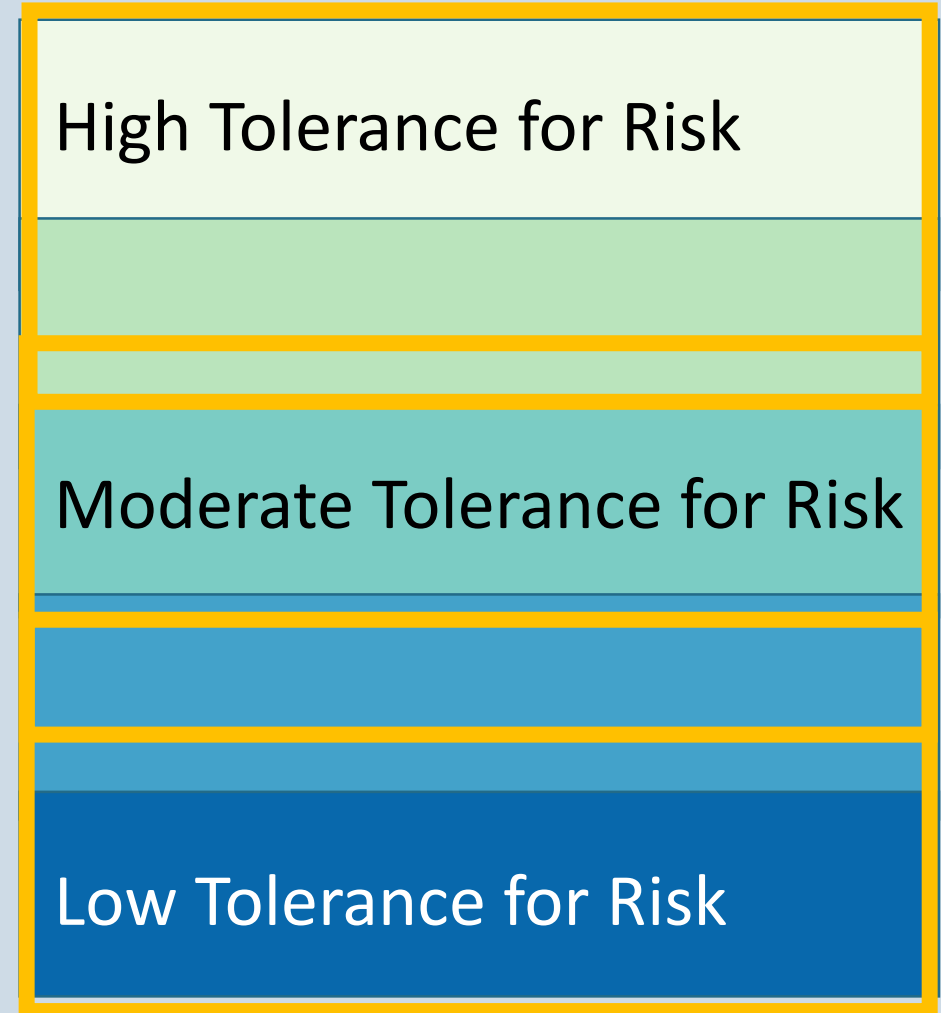 High Tolerance for Risk
Moderate Tolerance for Risk
Low Tolerance for Risk